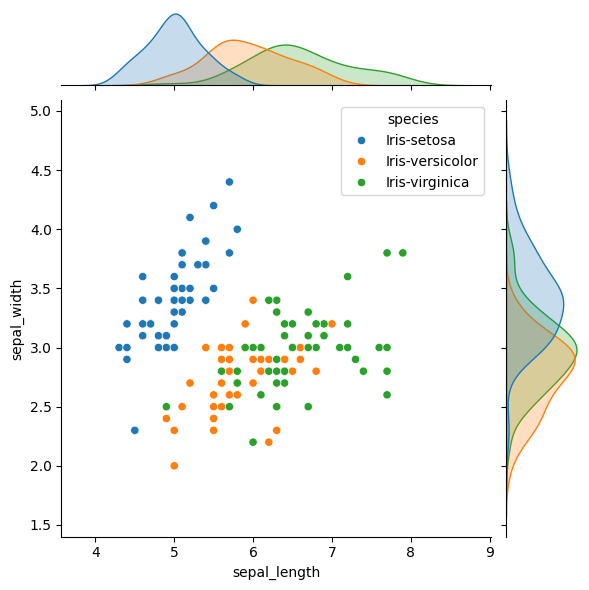 species
Iris-setosa
Iris-versicolor
Iris-virginica
5.0
4.5
4.0
3.5
3.0
2.5
2.0
1.5
sepal_width
4 5 6 7 8 9
sepal_length